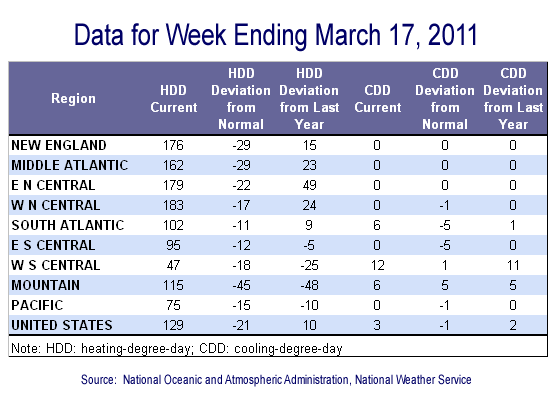 Data for Week Ending March 17, 2011
Region HDD Current HDD Deviation from Normal HDD Deviation from Last Year CDD Current CDD Deviation from Normal CDD Deviation from Last Year
NEW ENGLAND 176 -29 15 0 0 0
MIDDLE ATLANTIC 162 -29 23 0 0 0
E N CENTRAL 179 -22 49 0 0 0
W N CENTRAL 183 -17 24 0 -1 0
SOUTH ATLANTIC 102 -11 9 6 -5 1
E S CENTRAL 95 -12 -5 0 -5 0
W S CENTRAL 47 -18 -25 12 1 11
MOUNTAIN 115 -45 -48 6 5 5
PACIFIC 75 -15 -10 0 -1 0
UNITED STATES 129 -21 10 3 -1 2
Note: HDD: heating-degree-day; CDD: cooling-degree-day
Source: National Oceanic and Atmospheric Administration, National Weather Service